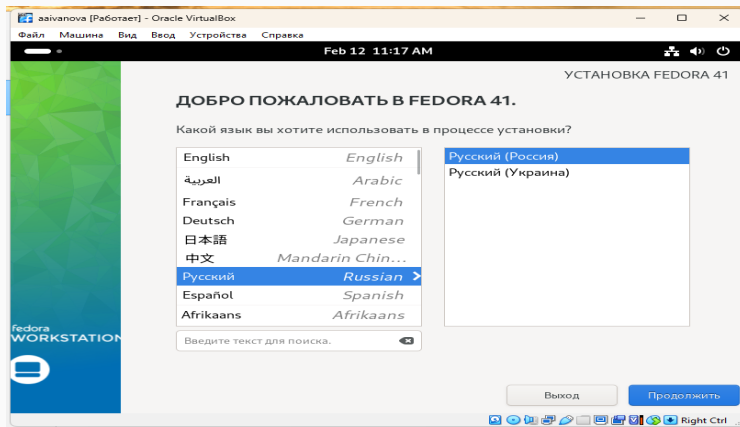 aaivanova [Работает] - Oracle VirtualBox
Файл Машина Вид Ввод Устройства Справка
Feb 12 11:17 AM
УСТАНОВКА FEDORA 41
ДОБРО ПОЖАЛОВАТЬ В FEDORA 41.
Какой язык вы хотите использовать в процессе установки?
English English
العربية Arabic
Français French
Deutsch German
日本語 Japanese
中文 Mandarin Chin...
Русский Russian
Español Spanish
Afrikaans Afrikaans
Введите текст для поиска.
Русский (Россия)
Русский (Украина)
fedora
WORKSTATION
Выход Продолжить
Right Ctrl